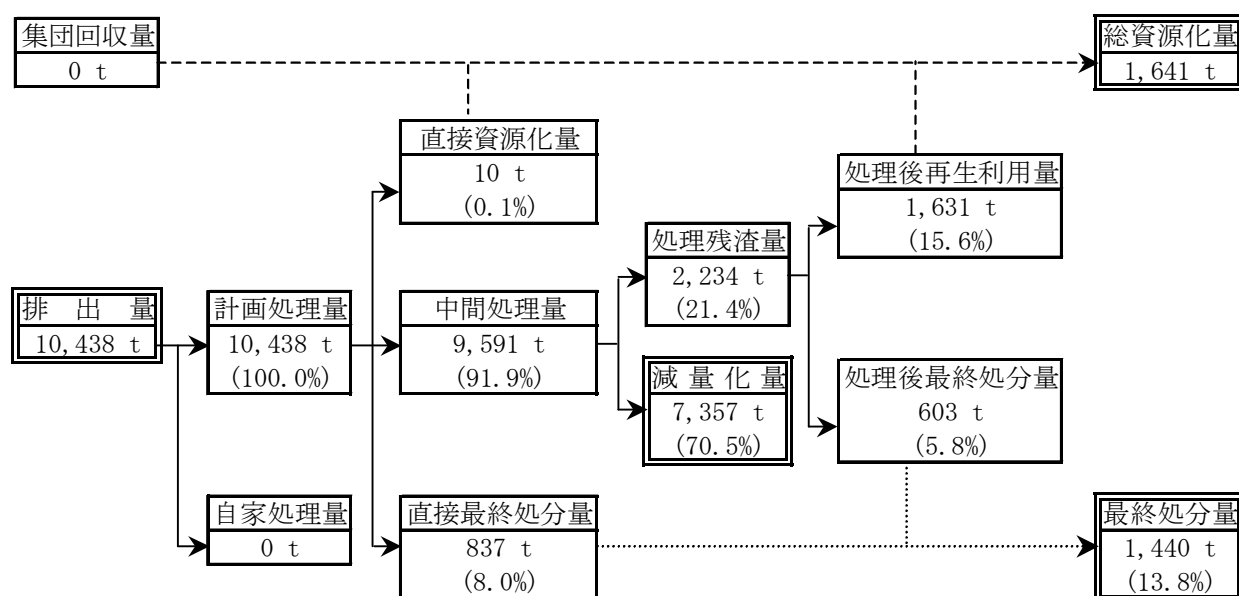 集団回収量
0 t
総資源化量
1,641 t
直接資源化量
10 t
(0.1%)
処理後再生利用量
1,631 t
(15.6%)
処理残渣量
2,234 t
(21.4%)
排 出 量
10,438 t
計画処理量
10,438 t
(100.0%)
中間処理量
9,591 t
(91.9%)
減 量 化 量
7,357 t
(70.5%)
処理後最終処分量
603 t
(5.8%)
自家処理量
0 t
直接最終処分量
837 t
(8.0%)
最終処分量
1,440 t
(13.8%)